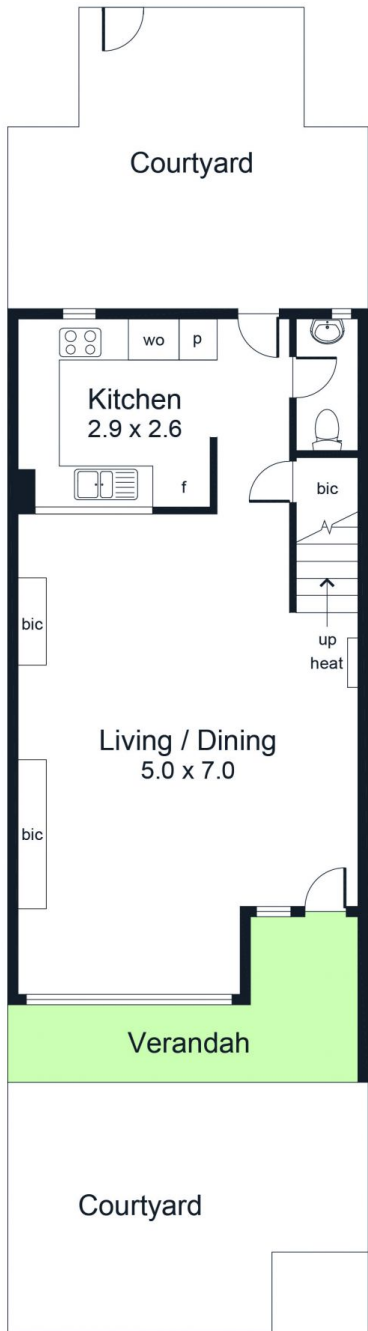 Courtyard
wo
p
Kitchen
2.9 x 2.6
f
bic
bic
up
heat
Living / Dining
5.0 x 7.0
bic
Verandah
Courtyard